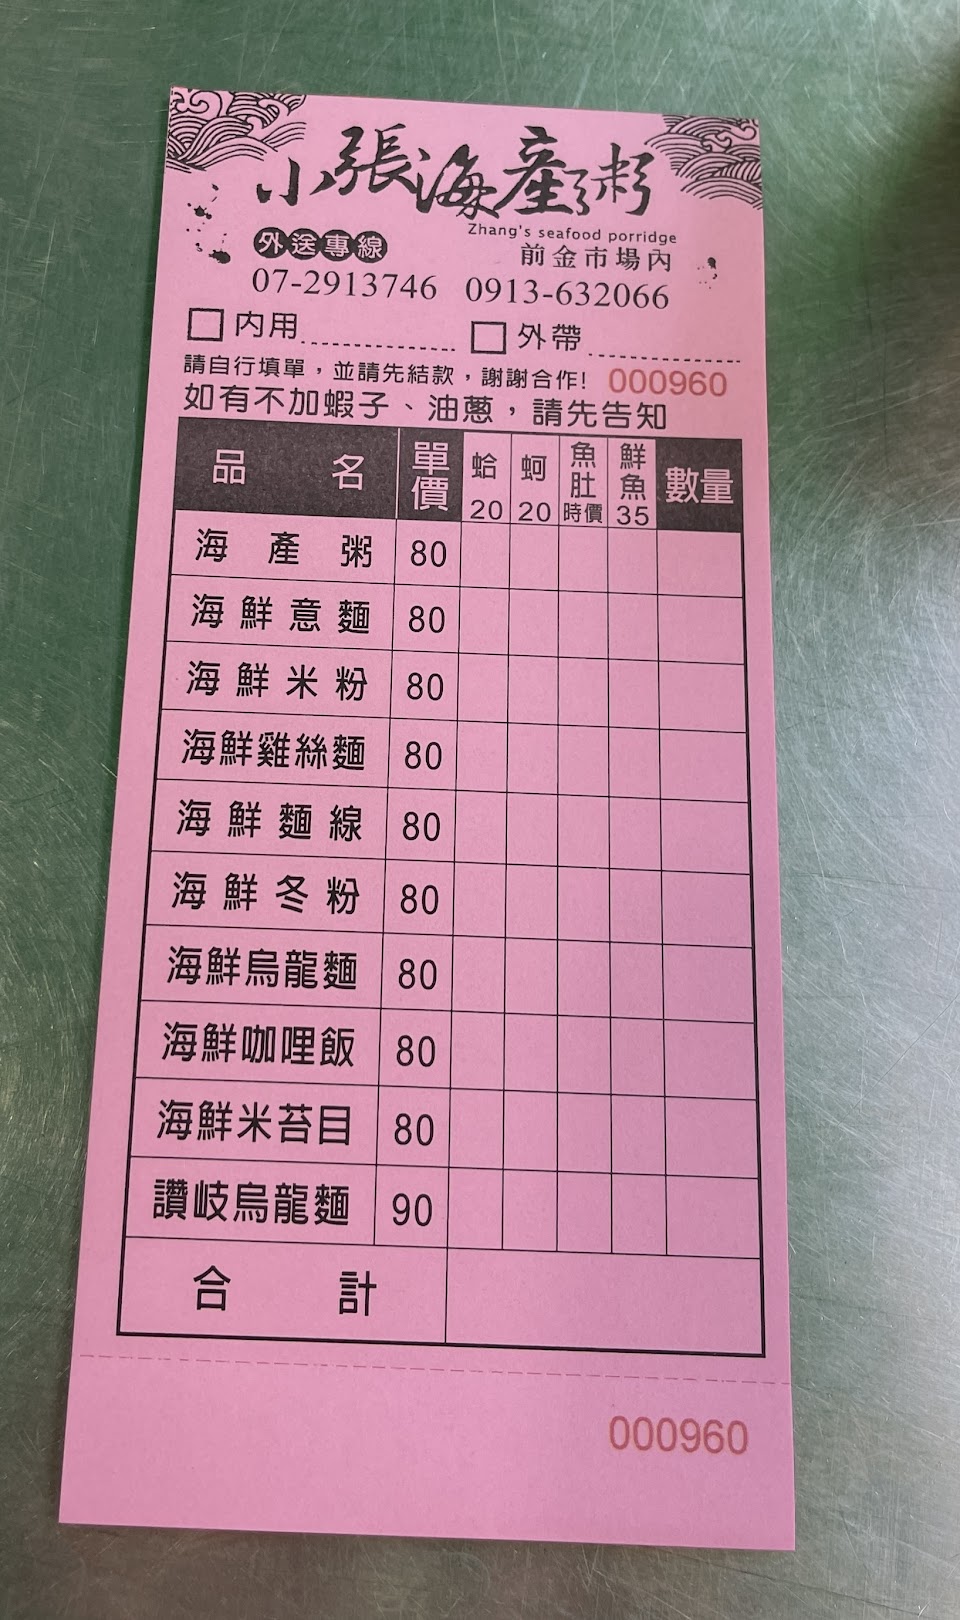 小張海產粥
Zhang's seafood porridge
外送專線 前金市場內
07-2913746 0913-632066
□內用 □外帶
請自行填單，並請先結款，謝謝合作! 000960
如有不加蝦子、油蔥，請先告知
品名 單價 蛤20 蚵20 魚肚時價 鮮魚35 數量
海產粥 80
海鮮意麵 80
海鮮米粉 80
海鮮雞絲麵 80
海鮮麵線 80
海鮮冬粉 80
海鮮烏龍麵 80
海鮮咖哩飯 80
海鮮米苔目 80
讚岐烏龍麵 90
合計
000960